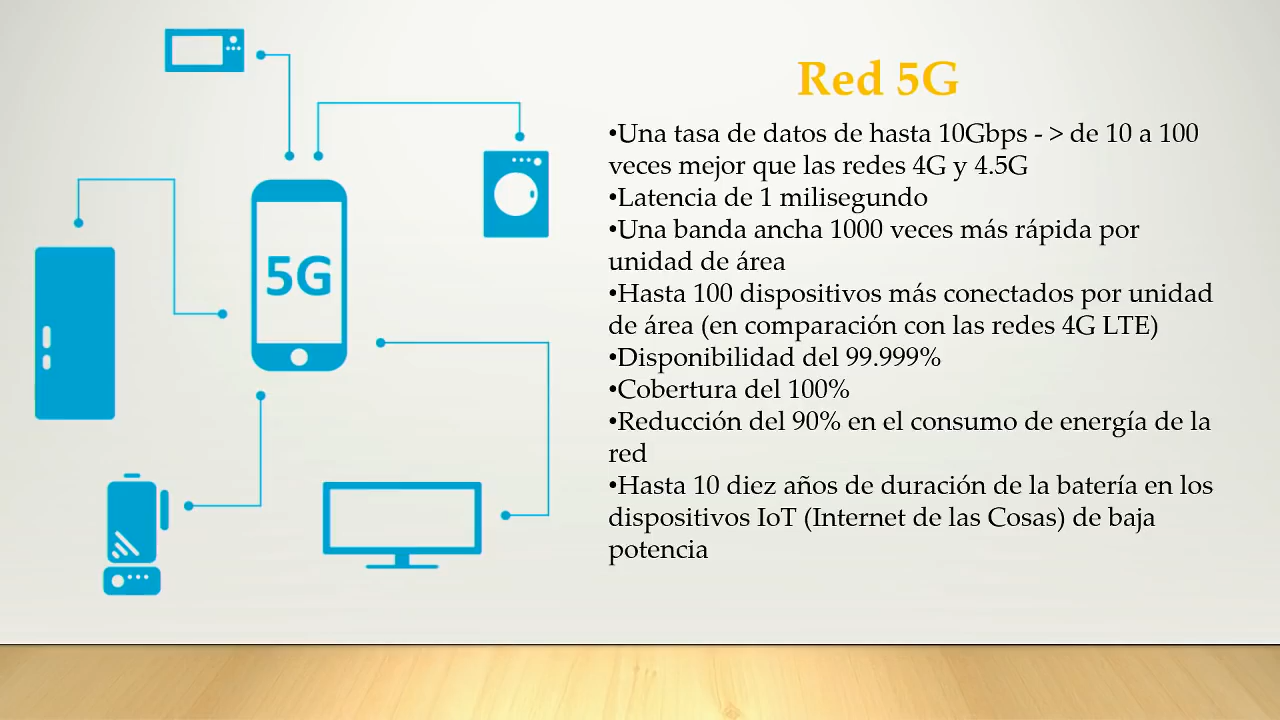 Red 5G
•Una tasa de datos de hasta 10Gbps - > de 10 a 100
veces mejor que las redes 4G y 4.5G
•Latencia de 1 milisegundo
•Una banda ancha 1000 veces más rápida por
unidad de área
•Hasta 100 dispositivos más conectados por unidad
de área (en comparación con las redes 4G LTE)
•Disponibilidad del 99.999%
•Cobertura del 100%
•Reducción del 90% en el consumo de energía de la
red
•Hasta 10 diez años de duración de la batería en los
dispositivos IoT (Internet de las Cosas) de baja
potencia
5G